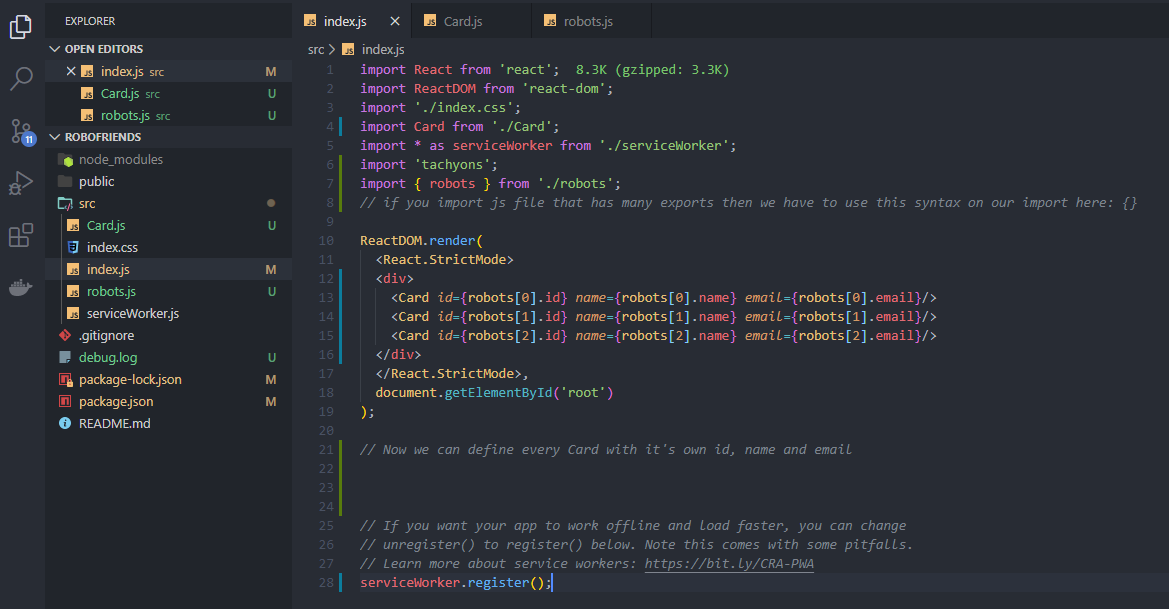 EXPLORER
OPEN EDITORS
index.js src M
Card.js src U
robots.js src U
ROBOFRIENDS
node_modules
public
src
Card.js U
index.css
index.js M
robots.js U
serviceWorker.js
.gitignore
debug.log U
package-lock.json M
package.json M
README.md
11
index.js
Card.js
robots.js
src > index.js
1 import React from 'react'; 8.3K (gzipped: 3.3K)
2 import ReactDOM from 'react-dom';
3 import './index.css';
4 import Card from './Card';
5 import * as serviceWorker from './serviceWorker';
6 import 'tachyons';
7 import { robots } from './robots';
8 // if you import js file that has many exports then we have to use this syntax on our import here: {}
9
10 ReactDOM.render(
11 <React.StrictMode>
12 <div>
13 <Card id={robots[0].id} name={robots[0].name} email={robots[0].email}/>
14 <Card id={robots[1].id} name={robots[1].name} email={robots[1].email}/>
15 <Card id={robots[2].id} name={robots[2].name} email={robots[2].email}/>
16 </div>
17 </React.StrictMode>,
18 document.getElementById('root')
19 );
20
21 // Now we can define every Card with it's own id, name and email
22
23
24
25 // If you want your app to work offline and load faster, you can change
26 // unregister() to register() below. Note this comes with some pitfalls.
27 // Learn more about service workers: https://bit.ly/CRA-PWA
28 serviceWorker.register();